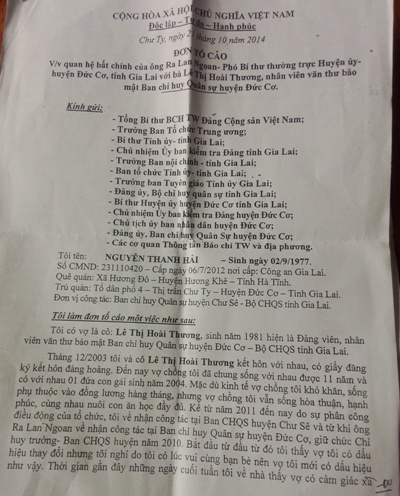 CỘNG HÒA XÃ HỘI CHỦ NGHĨA VIỆT NAM
Độc lập – Tự do – Hạnh phúc
Chư Ty, ngày 2 tháng 10 năm 2014
ĐƠN TỐ CÁO
V/v quan hệ bất chính của ông Ra Lan Ngoan- Phó Bí thư thường trực Huyện ủy-
huyện Đức Cơ, tỉnh Gia Lai với bà Lê Thị Hoài Thương, nhân viên văn thư bảo
mật Ban chỉ huy Quân sự huyện Đức Cơ.
Kính gửi:
- Tổng Bí thư BCH TW Đảng Cộng sản Việt Nam;
- Trưởng Ban Tổ chức Trung ương;
- Bí thư Tỉnh ủy- tỉnh Gia Lai;
- Chủ nhiệm Ủy ban kiểm tra Đảng tỉnh Gia Lai;
- Trưởng Ban nội chính - tỉnh Gia Lai;
- Ban tổ chức Tỉnh ủy -tỉnh Gia Lai;
- Trưởng ban Tuyên giáo Tỉnh ủy Gia Lai;
- Đảng ủy, Bộ chỉ huy quân sự tỉnh Gia Lai;
- Bí thư Huyện ủy huyện Đức Cơ tỉnh Gia Lai;
- Chủ nhiệm Ủy ban kiểm tra Đảng huyện Đức Cơ;
- Chủ tịch ủy ban nhân dân huyện Đức Cơ;
- Đảng ủy, Ban chỉ huy Quân Sự huyện Đức Cơ;
- Các cơ quan Thông tấn Báo chí TW và địa phương.
Tôi tên: NGUYỄN THANH HẢI – Sinh ngày 02/9/1977.
Số CMND: 231110420 – Cấp ngày 06/7/2012 nơi cấp: Công an Gia Lai.
Quê quán: Xã Hương Đô – Huyện Hương Khê – Tỉnh Hà Tĩnh.
Trú quán: Tổ dân phố 4 – Thị trấn Chư Ty – Huyện Đức Cơ – Tỉnh Gia Lai.
Đơn vị công tác: Ban chỉ huy Quân sự huyện Chư Sê - Bộ CHQS tỉnh Gia Lai.
Tôi làm đơn tố cáo một việc như sau:
Tôi có vợ là cô: Lê Thị Hoài Thương, sinh năm 1981 hiện là Đảng viên, nhân
viên văn thư bảo mật Ban chỉ huy Quân sự huyện Đức Cơ – Bộ CHQS tỉnh Gia Lai.
Tháng 12/2003 tôi và cô Lê Thị Hoài Thương kết hôn với nhau, có giấy đăng
ký kết hôn đàng hoàng. Đến nay vợ chồng tôi đã chung sống với nhau được 11 năm và
có với nhau 01 đứa con gái sinh năm 2004. Mặc dù kinh tế vợ chồng tôi khó khăn, sống
phụ thuộc vào đồng lương hàng tháng, nhưng vợ chồng tôi vẫn sống hòa thuận, hạnh
phúc, cùng nhau nuôi con ăn học đầy đủ. Kể từ năm 2011 đến nay do sự phân công
điều động của tổ chức, tôi về nhận công tác tại Ban CHQS huyện Chư Sê và từ khi ông
Ra Lan Ngoan về nhận công tác tại Ban chỉ huy Quân sự huyện Đức Cơ, giữ chức Chỉ
huy trưởng- Ban CHQS huyện năm 2010. Bắt đầu từ đầu từ đó tôi thấy vợ tôi có dấu
hiệu thay đổi nhưng tôi nghĩ do tôi có lúc vui cùng bạn bè nên vợ tôi mới có dấu hiệu
như vậy. Thời gian gần đây những ngày cuối tuần tôi về nhà thấy vợ có cảm giác xa